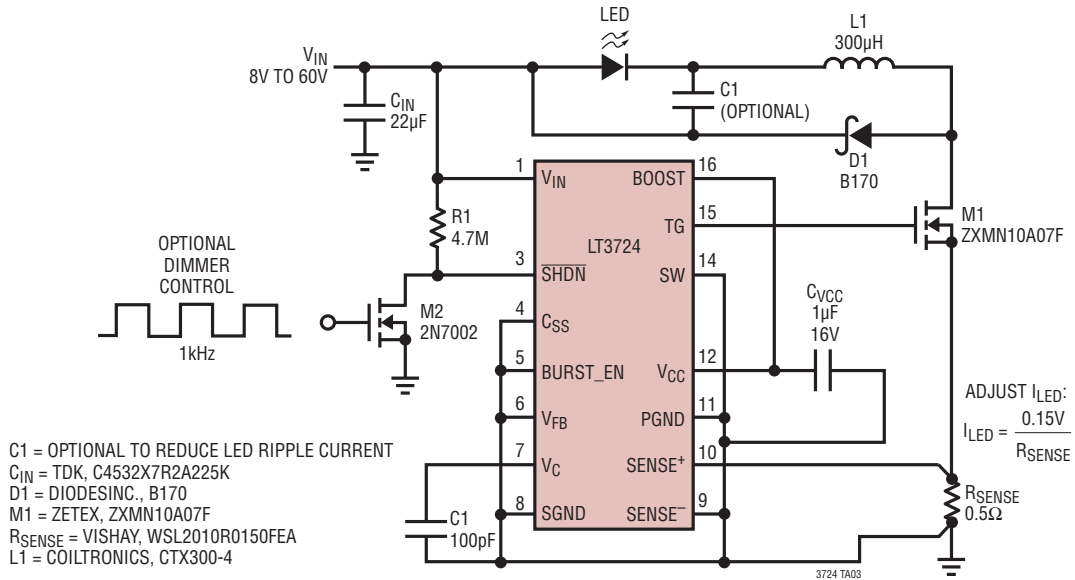 LED
L1
300µH
V_IN
8V TO 60V
C_IN
22µF
C1
(OPTIONAL)
D1
B170
R1
4.7M
1
V_IN
BOOST
16
15
TG
LT3724
M1
ZXMN10A07F
OPTIONAL
DIMMER
CONTROL
1kHz
M2
2N7002
3
SHDN
SW
14
4
C_SS
C_VCC
1µF
16V
5
BURST_EN
V_CC
12
6
V_FB
PGND
11
7
V_C
SENSE+
10
8
SGND
SENSE–
9
C1
100pF
ADJUST I_LED:
I_LED = 0.15V
R_SENSE
R_SENSE
0.5Ω
C1 = OPTIONAL TO REDUCE LED RIPPLE CURRENT
C_IN = TDK, C4532X7R2A225K
D1 = DIODESINC., B170
M1 = ZETEX, ZXMN10A07F
R_SENSE = VISHAY, WSL2010R0150FEA
L1 = COILTRONICS, CTX300-4
3724 TA03